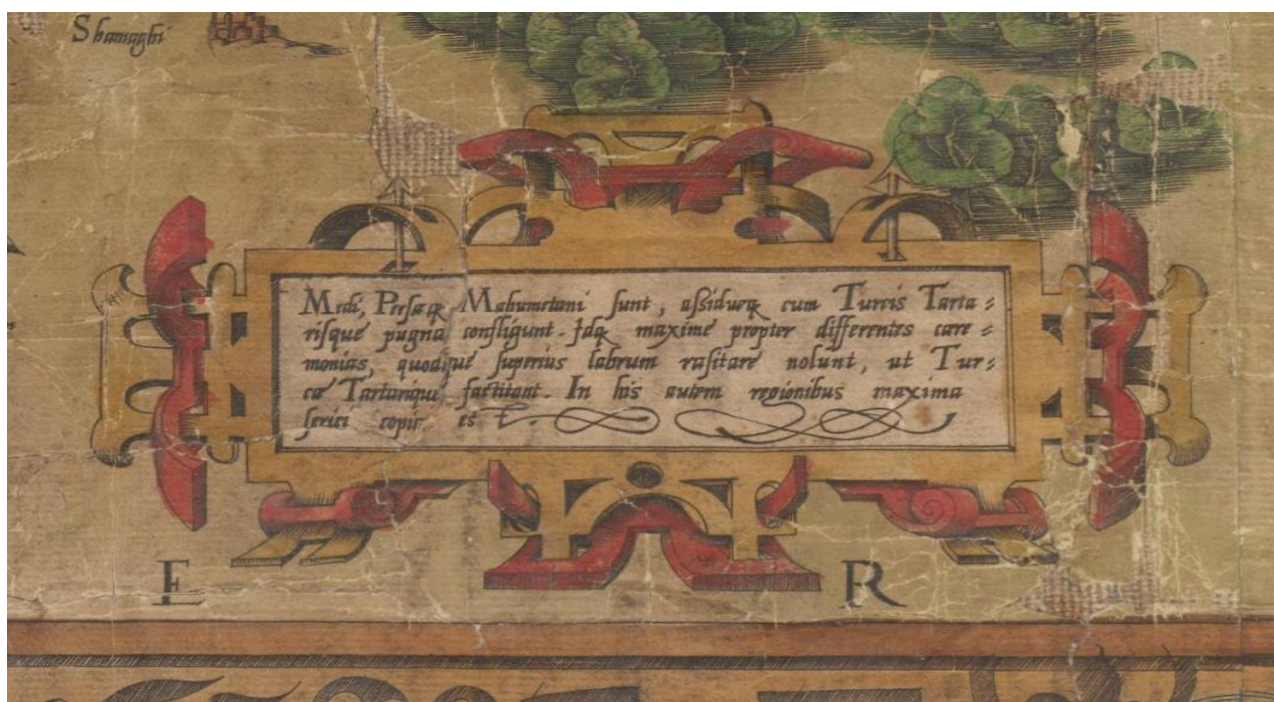 Shamaghi
Medi, Persæq; Mahumetani sunt, assidueq; cum Turcis Tarta⸗
risque pugna confligunt. Idq; maxime propter differentes cære⸗
monias, quodque superius labrum rasitare nolunt, ut Tur⸗
cæ Tartarique factitant. In his autem regionibus maxima
serici copia est.
E R